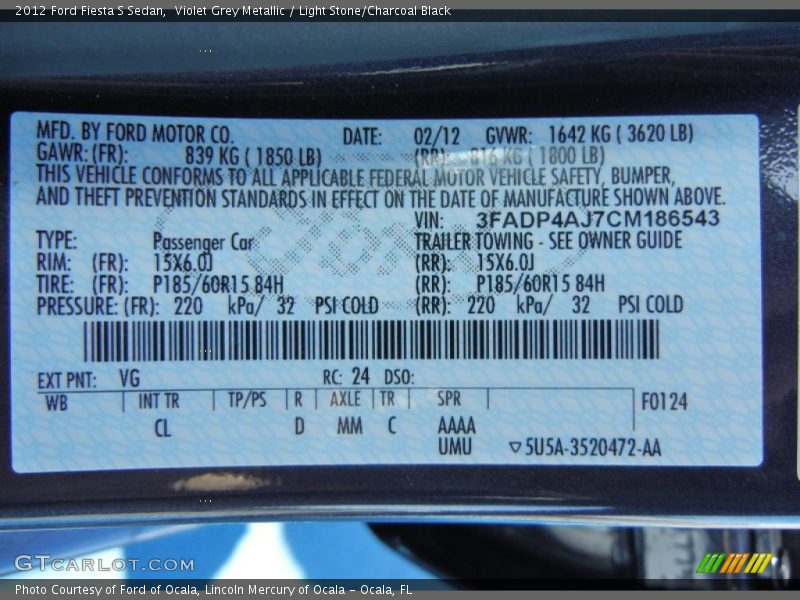 2012 Ford Fiesta S Sedan,  Violet Grey Metallic / Light Stone/Charcoal Black
MFD. BY FORD MOTOR CO. DATE: 02/12 GVWR: 1642 KG ( 3620 LB)
GAWR: (FR): 839 KG ( 1850 LB) (RR): 816 KG ( 1800 LB)
THIS VEHICLE CONFORMS TO ALL APPLICABLE FEDERAL MOTOR VEHICLE SAFETY, BUMPER,
AND THEFT PREVENTION STANDARDS IN EFFECT ON THE DATE OF MANUFACTURE SHOWN ABOVE.
VIN: 3FADP4AJ7CM186543
TYPE: Passenger Car TRAILER TOWING - SEE OWNER GUIDE
RIM: (FR): 15X6.0J (RR): 15X6.0J
TIRE: (FR): P185/60R15 84H (RR): P185/60R15 84H
PRESSURE: (FR): 220 kPa/ 32 PSI COLD (RR): 220 kPa/ 32 PSI COLD
EXT PNT: VG RC: 24 DSO:
WB INT TR TP/PS R AXLE TR SPR F0124
CL D MM C AAAA
UMU ▽5U5A-3520472-AA
GTCARLOT.COM
Photo Courtesy of Ford of Ocala, Lincoln Mercury of Ocala - Ocala, FL